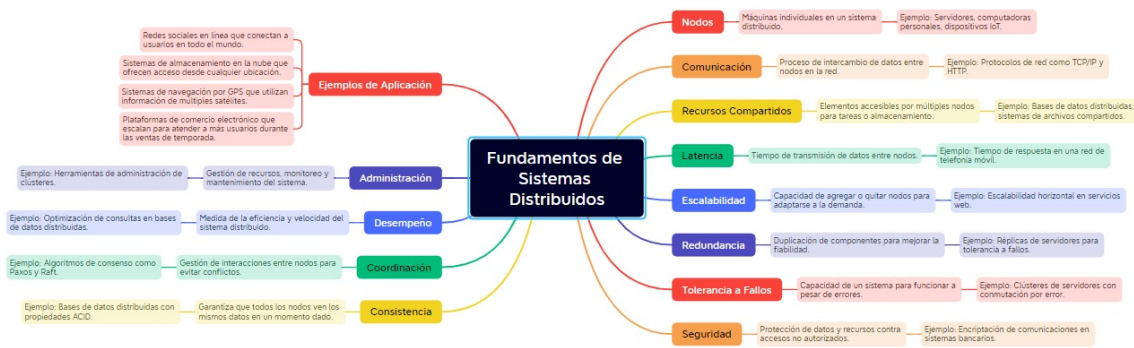 Fundamentos de
Sistemas
Distribuidos
Nodos
Máquinas individuales en un sistema
distribuido.
Ejemplo: Servidores, computadoras
personales, dispositivos IoT.
Comunicación
Proceso de intercambio de datos entre
nodos en la red.
Ejemplo: Protocolos de red como TCP/IP y
HTTP.
Recursos Compartidos
Elementos accesibles por múltiples nodos
para tareas o almacenamiento.
Ejemplo: Bases de datos distribuidas,
sistemas de archivos compartidos.
Latencia
Tiempo de transmisión de datos entre nodos.
Ejemplo: Tiempo de respuesta en una red de
telefonía móvil.
Escalabilidad
Capacidad de agregar o quitar nodos para
adaptarse a la demanda.
Ejemplo: Escalabilidad horizontal en servicios
web.
Redundancia
Duplicación de componentes para mejorar la
fiabilidad.
Ejemplo: Réplicas de servidores para
tolerancia a fallos.
Tolerancia a Fallos
Capacidad de un sistema para funcionar a
pesar de errores.
Ejemplo: Clústeres de servidores con
conmutación por error.
Seguridad
Protección de datos y recursos contra
accesos no autorizados.
Ejemplo: Encriptación de comunicaciones en
sistemas bancarios.
Ejemplos de Aplicación
Redes sociales en línea que conectan a
usuarios en todo el mundo.
Sistemas de almacenamiento en la nube que
ofrecen acceso desde cualquier ubicación.
Sistemas de navegación por GPS que utilizan
información de múltiples satélites.
Plataformas de comercio electrónico que
escalan para atender a más usuarios durante
las ventas de temporada.
Administración
Gestión de recursos, monitoreo y
mantenimiento del sistema.
Ejemplo: Herramientas de administración de
clústeres.
Desempeño
Medida de la eficiencia y velocidad del
sistema distribuido.
Ejemplo: Optimización de consultas en bases
de datos distribuidas.
Coordinación
Gestión de interacciones entre nodos para
evitar conflictos.
Ejemplo: Algoritmos de consenso como
Paxos y Raft.
Consistencia
Garantiza que todos los nodos ven los
mismos datos en un momento dado.
Ejemplo: Bases de datos distribuidas con
propiedades ACID.